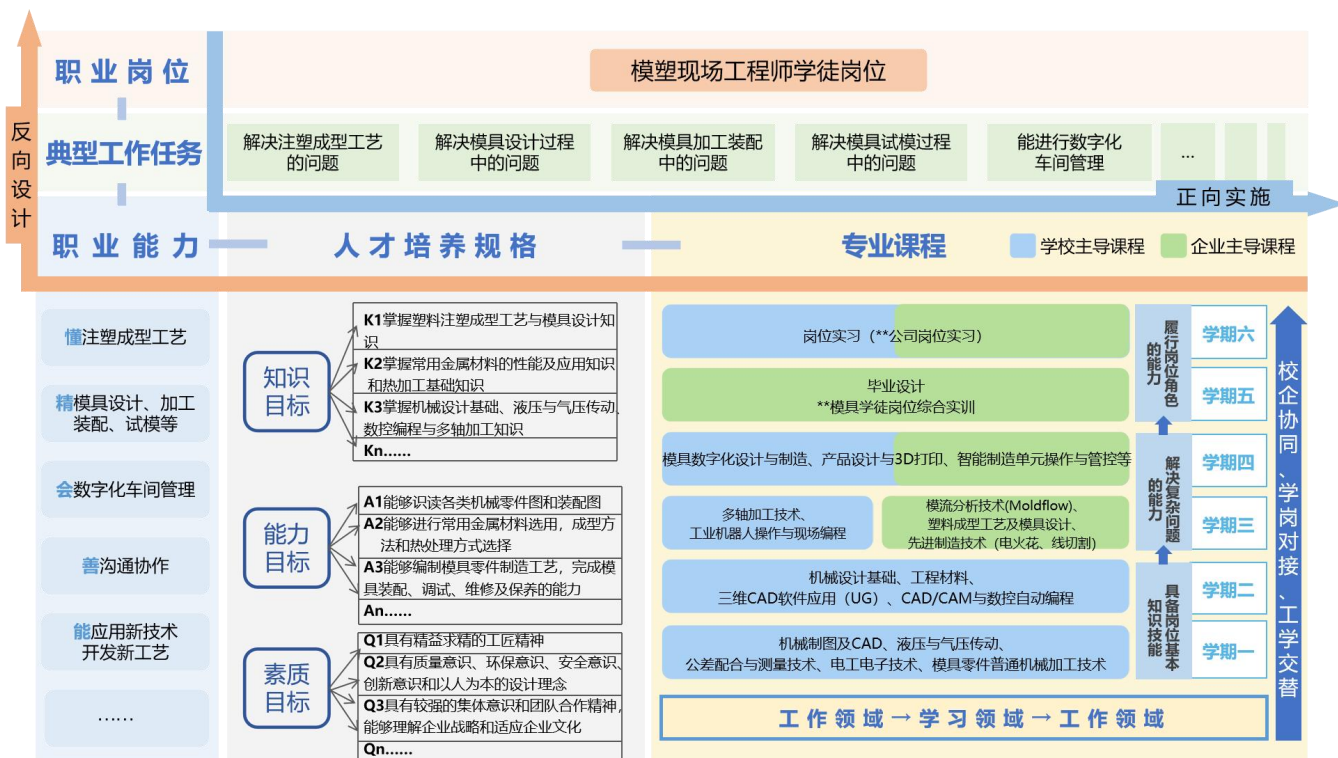 职业岗位
模塑现场工程师学徒岗位
反向设计
典型工作任务
解决注塑成型工艺
的问题
解决模具设计过程
中的问题
解决模具加工装配
中的问题
解决模具试模过程
中的问题
能进行数字化
车间管理
...
正向实施
职业能力
人才培养规格
专业课程
学校主导课程
企业主导课程
懂注塑成型工艺
精模具设计、加工
装配、试模等
会数字化车间管理
善沟通协作
能应用新技术
开发新工艺
……
知识
目标
K1掌握塑料注塑成型工艺与模具设计知
识
K2掌握常用金属材料的性能及应用知识
和热加工基础知识
K3掌握机械设计基础、液压与气压传动、
数控编程与多轴加工知识
Kn......
能力
目标
A1能够识读各类机械零件图和装配图
A2能够进行常用金属材料选用，成型方
法和热处理方式选择
A3能够编制模具零件制造工艺，完成模
具装配、调试、维修及保养的能力
An......
素质
目标
Q1具有精益求精的工匠精神
Q2具有质量意识、环保意识、安全意识、
创新意识和以人为本的设计理念
Q3具有较强的集体意识和团队合作精神，
能够理解企业战略和适应企业文化
Qn......
岗位实习（**公司岗位实习）
毕业设计
**模具学徒岗位综合实训
模具数字化设计与制造、产品设计与3D打印、智能制造单元操作与管控等
多轴加工技术、
工业机器人操作与现场编程
模流分析技术(Moldflow)、
塑料成型工艺及模具设计、
先进制造技术（电火花、线切割）
机械设计基础、工程材料、
三维CAD软件应用（UG）、CAD/CAM与数控自动编程
机械制图及CAD、液压与气压传动、
公差配合与测量技术、电工电子技术、模具零件普通机械加工技术
工作领域→学习领域→工作领域
履行岗位角色
的能力
解决复杂问题
的能力
具备岗位基本
知识技能
学期六
学期五
学期四
学期三
学期二
学期一
校企协同、学岗对接、工学交替